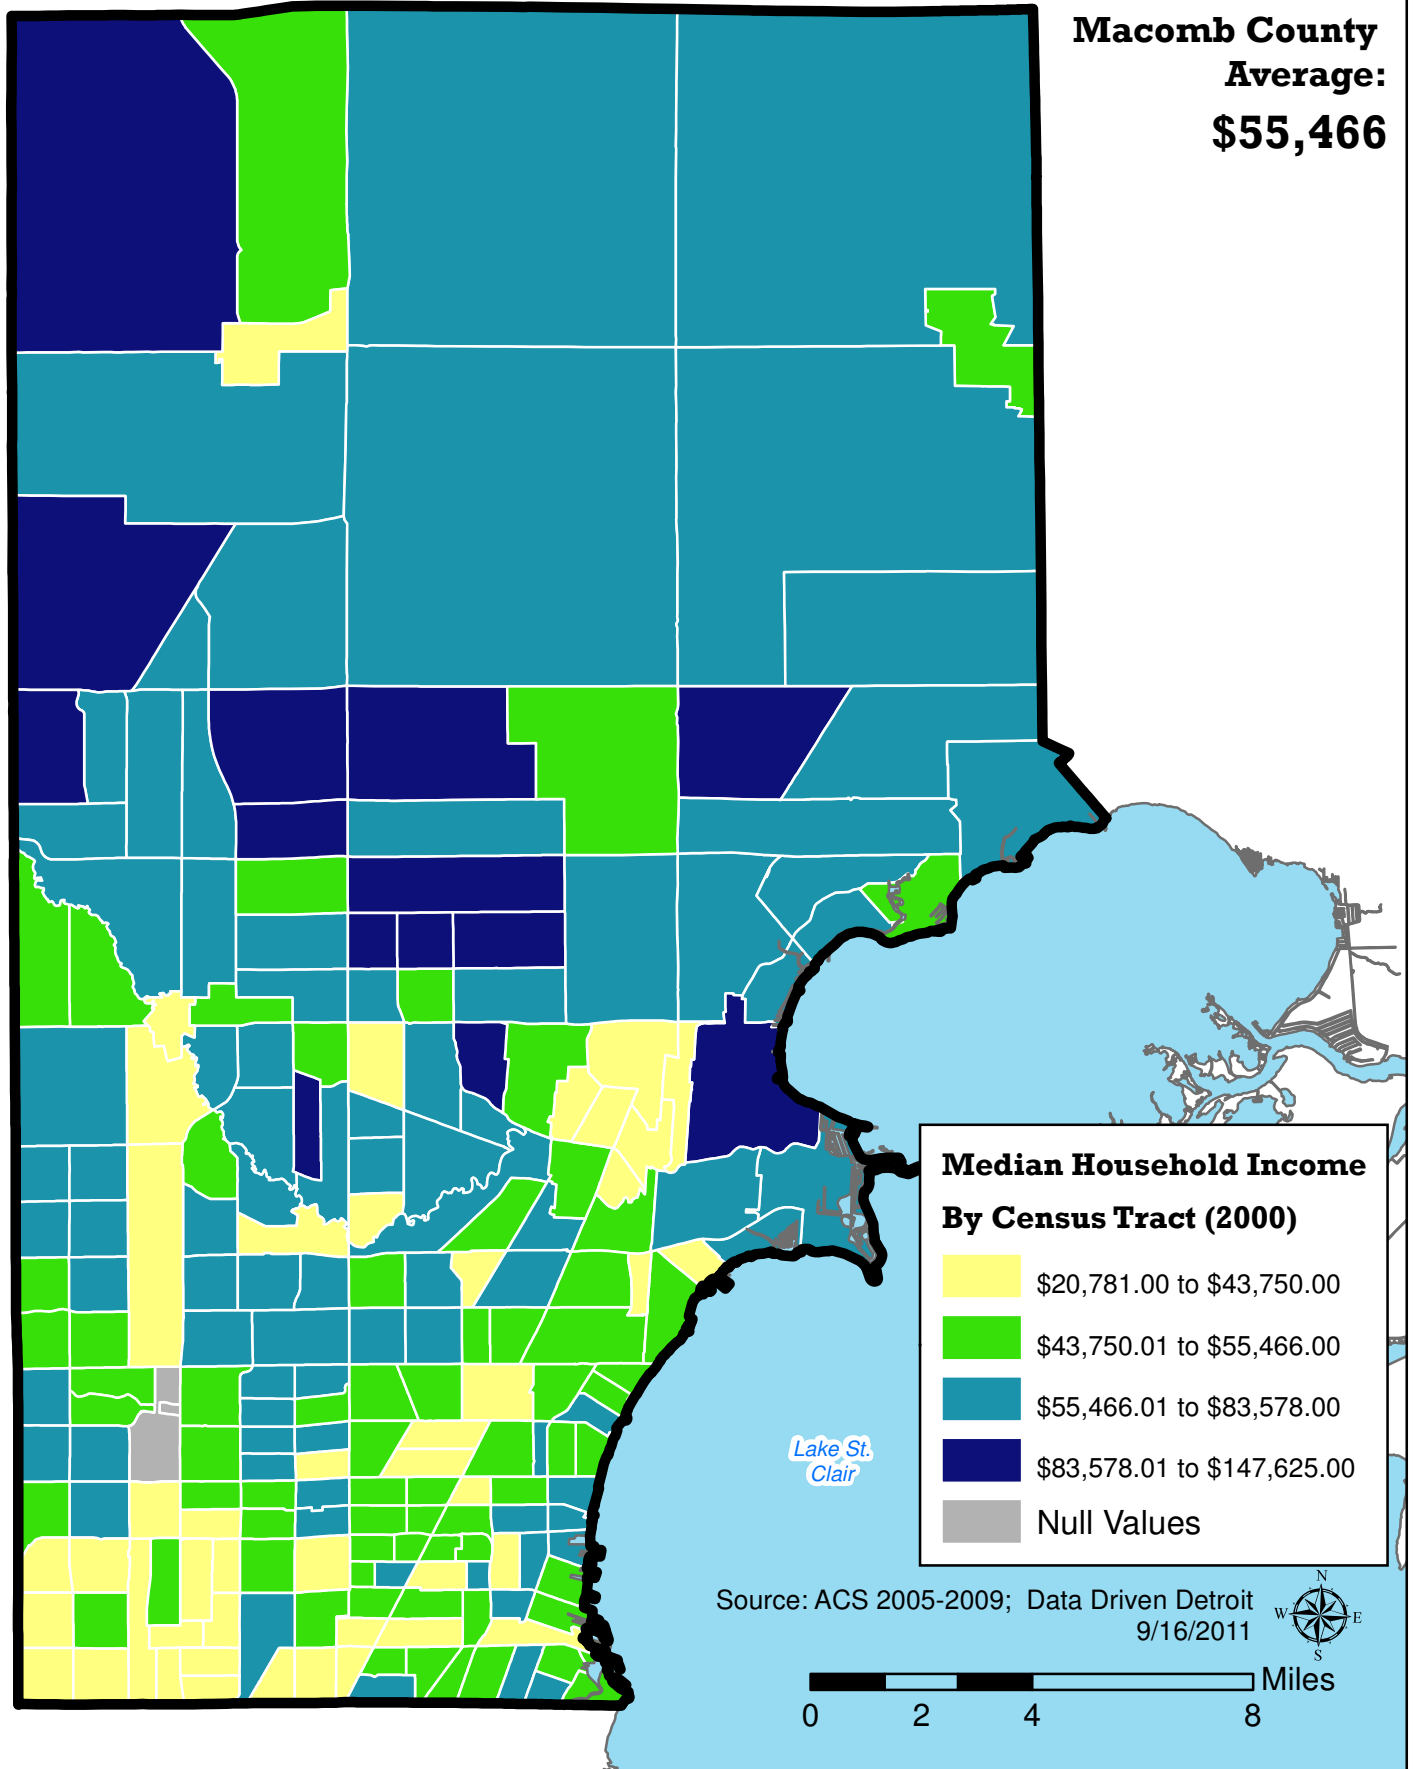 Macomb County
Average:
$55,466
Median Household Income
By Census Tract (2000)
$20,781.00 to $43,750.00
$43,750.01 to $55,466.00
$55,466.01 to $83,578.00
$83,578.01 to $147,625.00
Null Values
Lake St.
Clair
Source: ACS 2005-2009; Data Driven Detroit
9/16/2011
N
W E
S
Miles
0 2 4 8